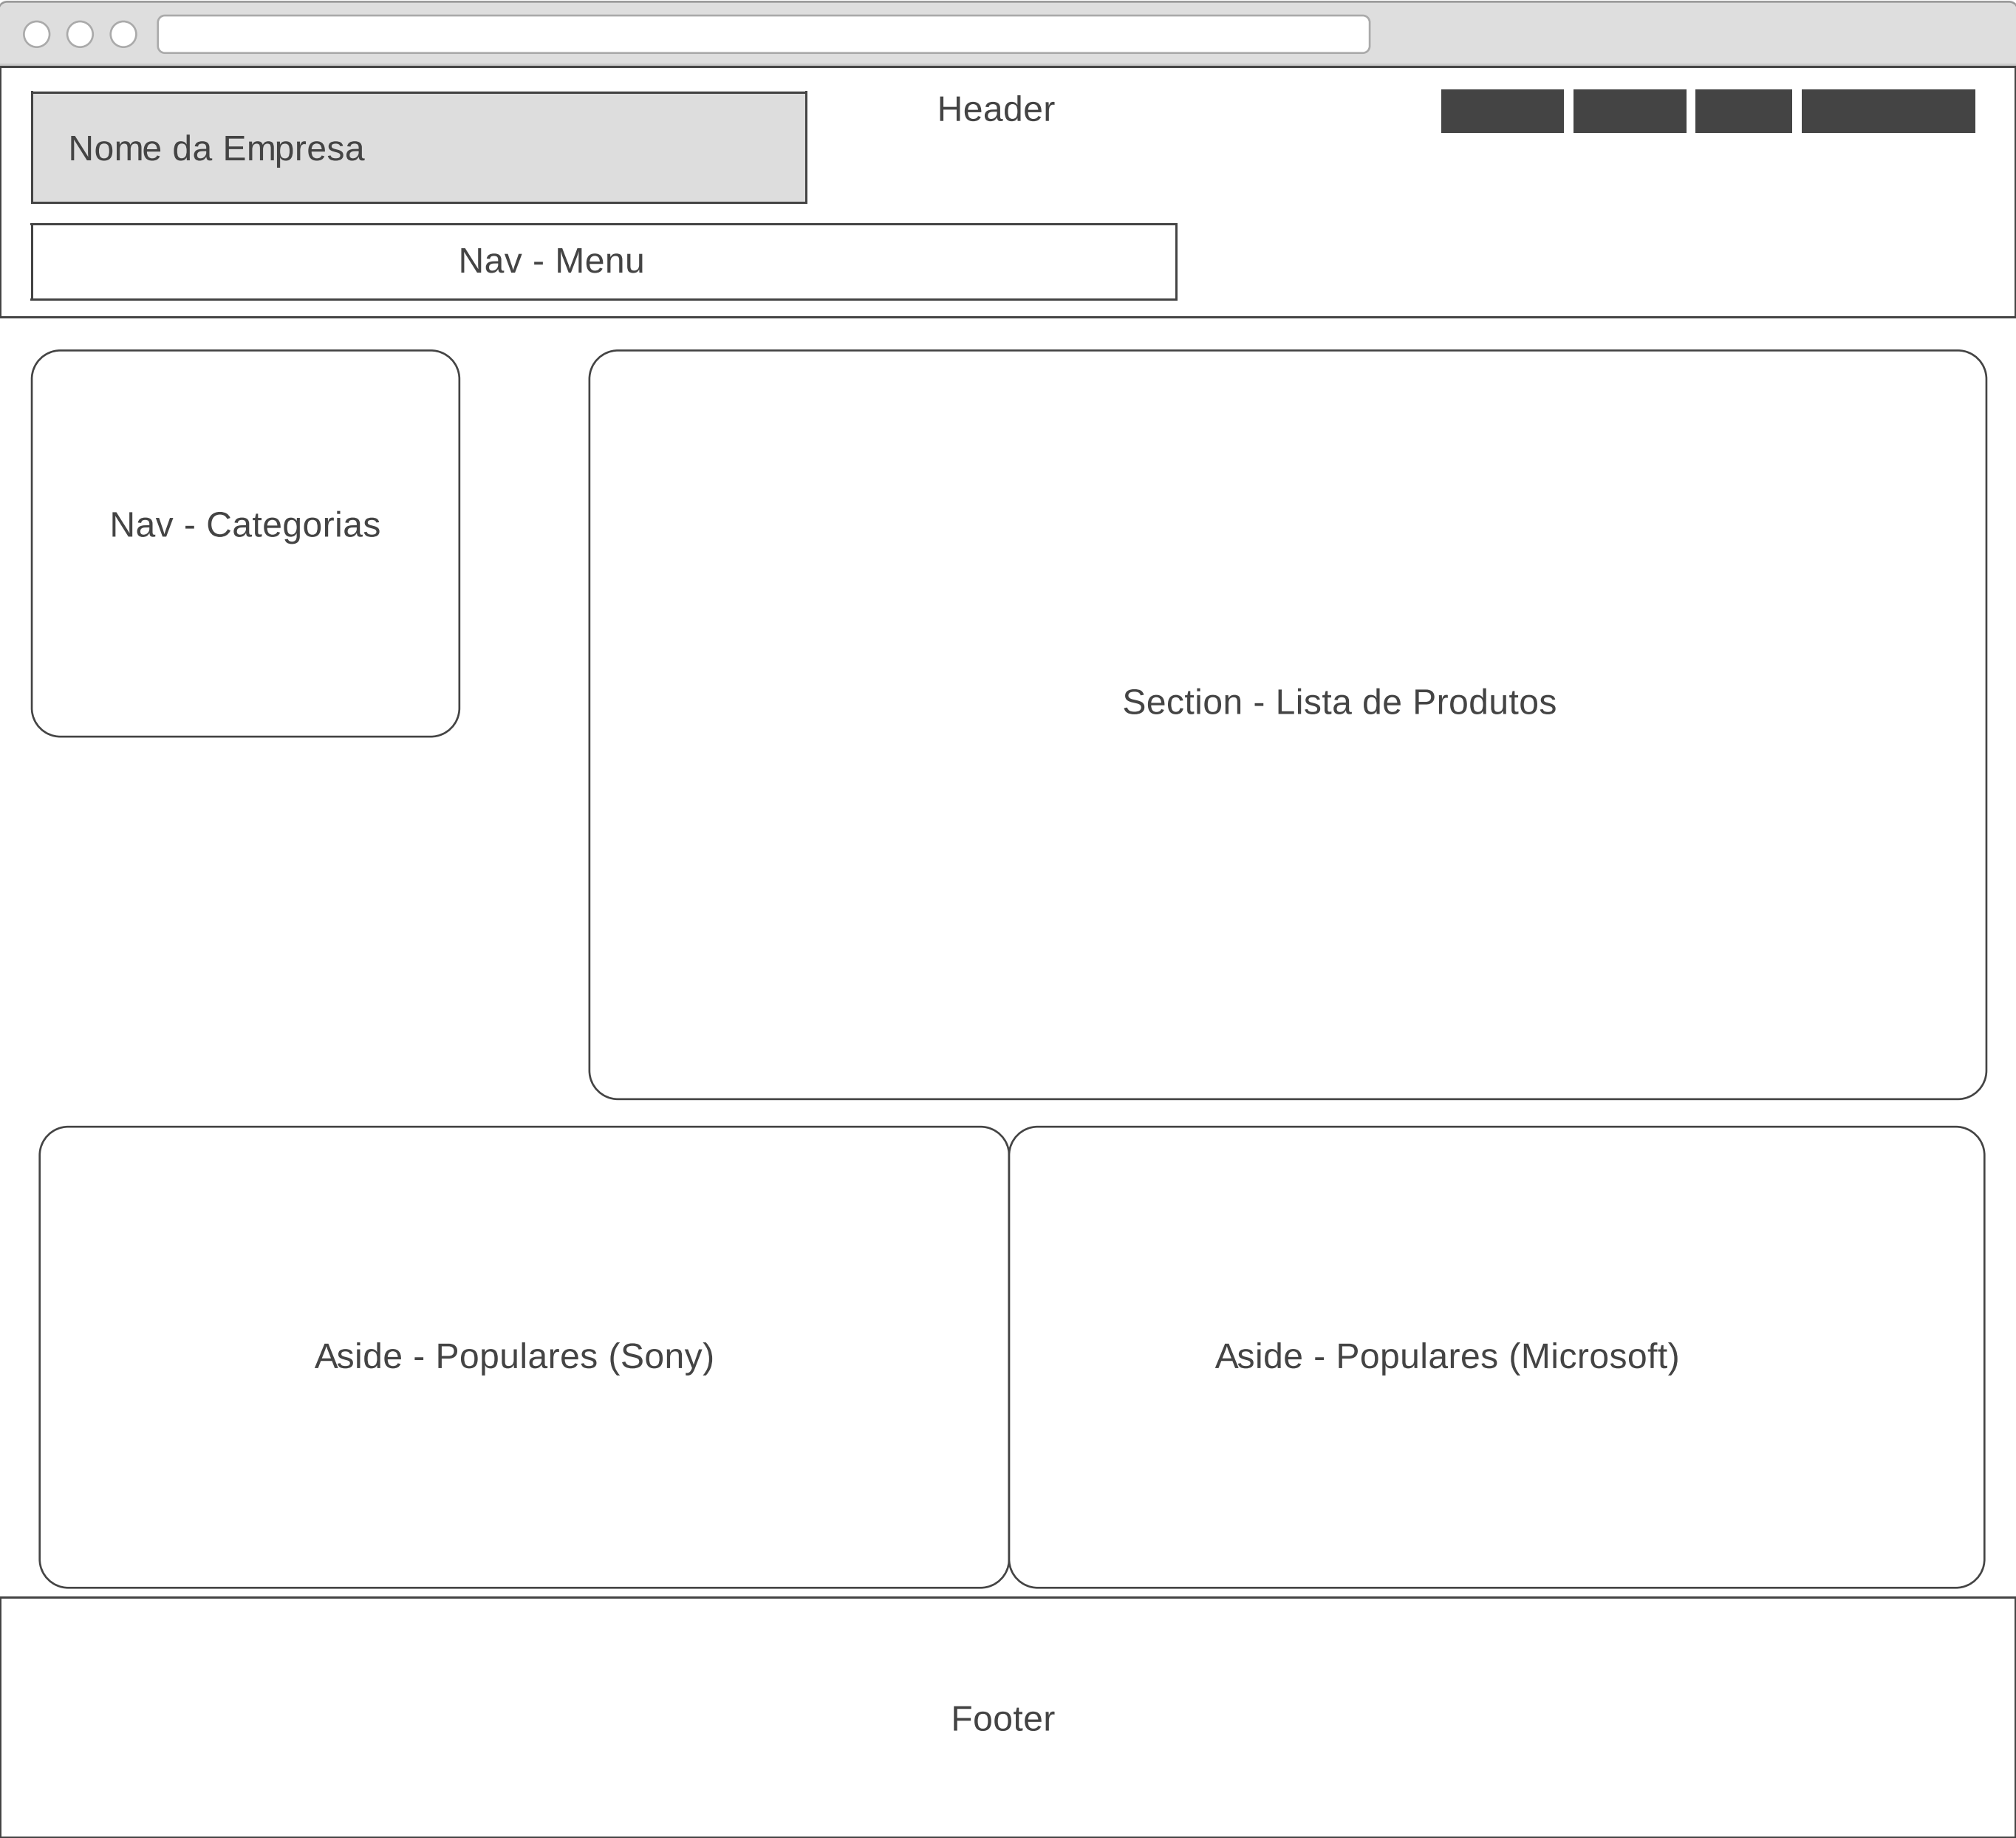 Header
Nome da Empresa
Nav - Menu
Nav - Categorias
Section - Lista de Produtos
Aside - Populares (Sony)
Aside - Populares (Microsoft)
Footer